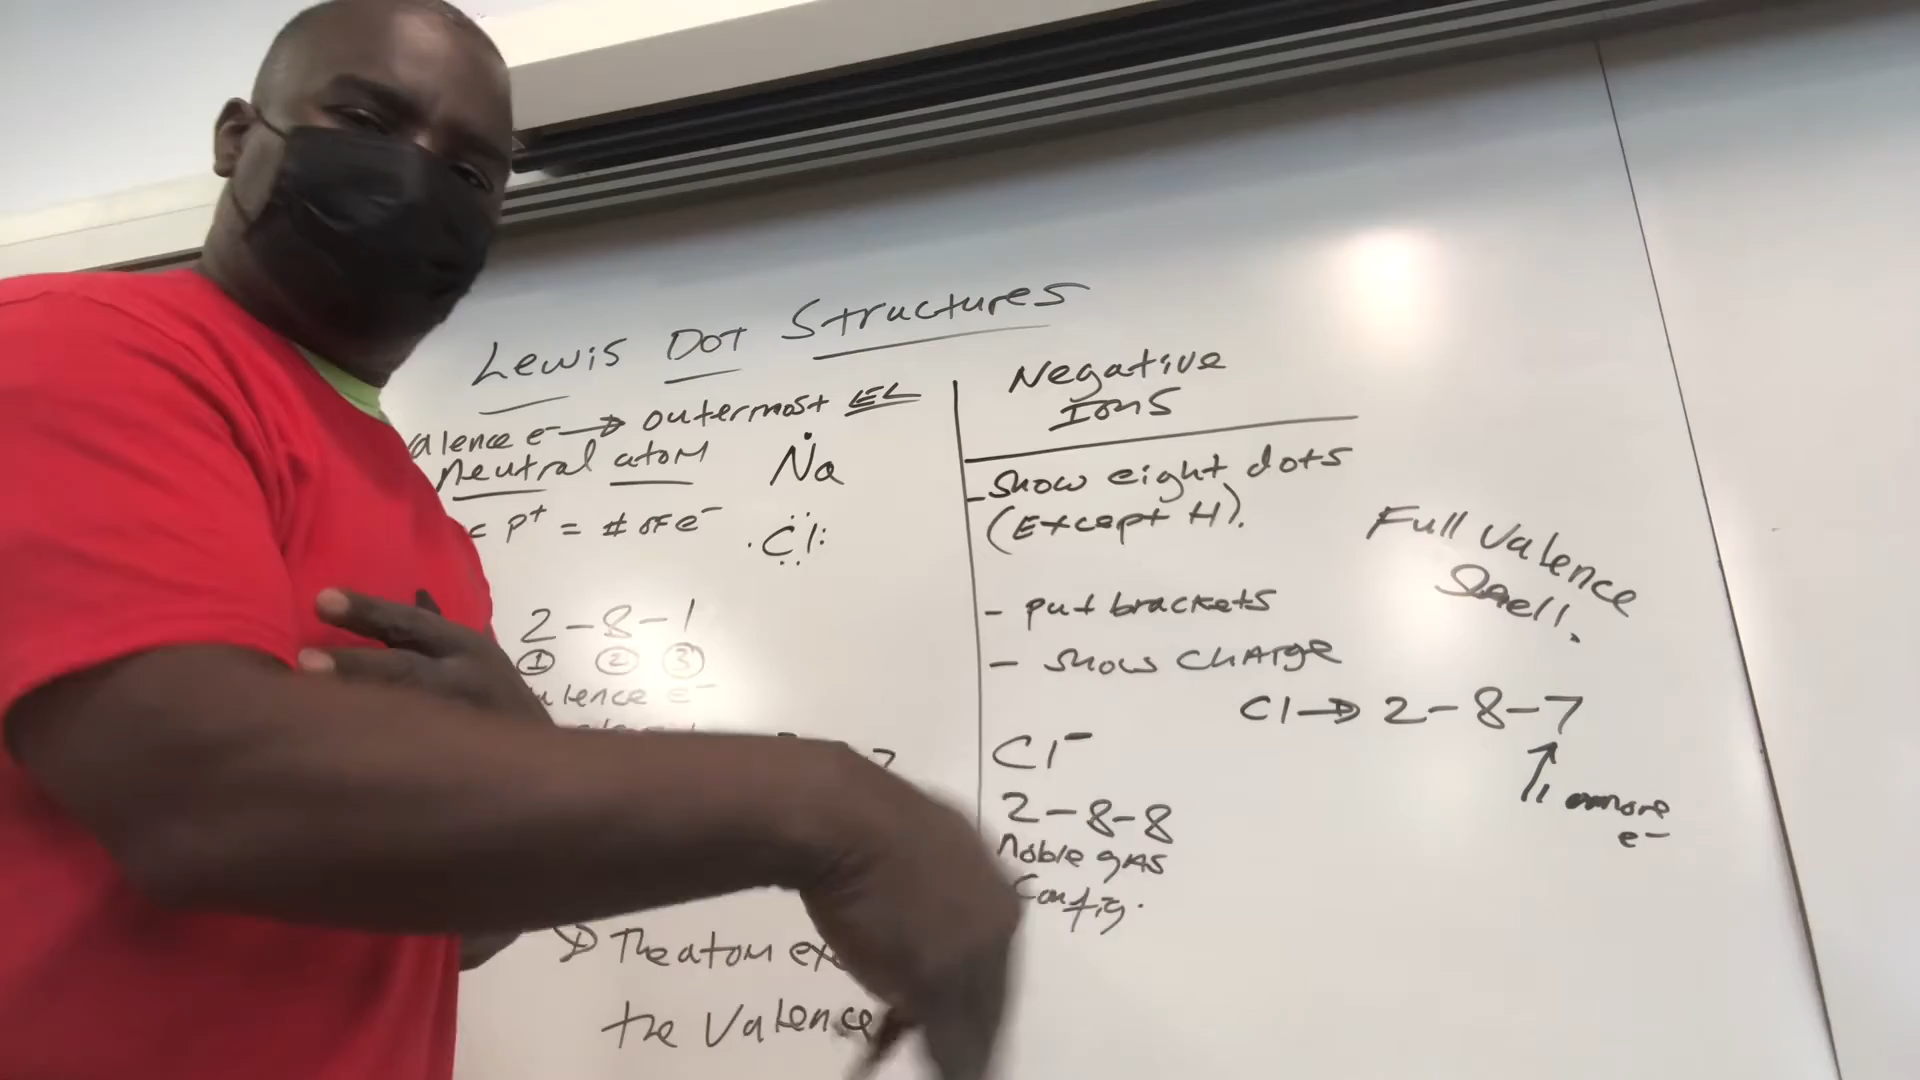 Lewis Dot Structures
alence e- → outermost EL
Neutral atom
Na
P+ = # of e-
Cl
2-8-1
1 2 3
lence e-
The atom
the Valence
Negative
Ions
- Show eight dots
(Except H).
- put brackets
- show charge
Cl-
2-8-8
Noble gas
Config.
Full Valence
Shell.
Cl → 2-8-7
↑ 1 more
e-